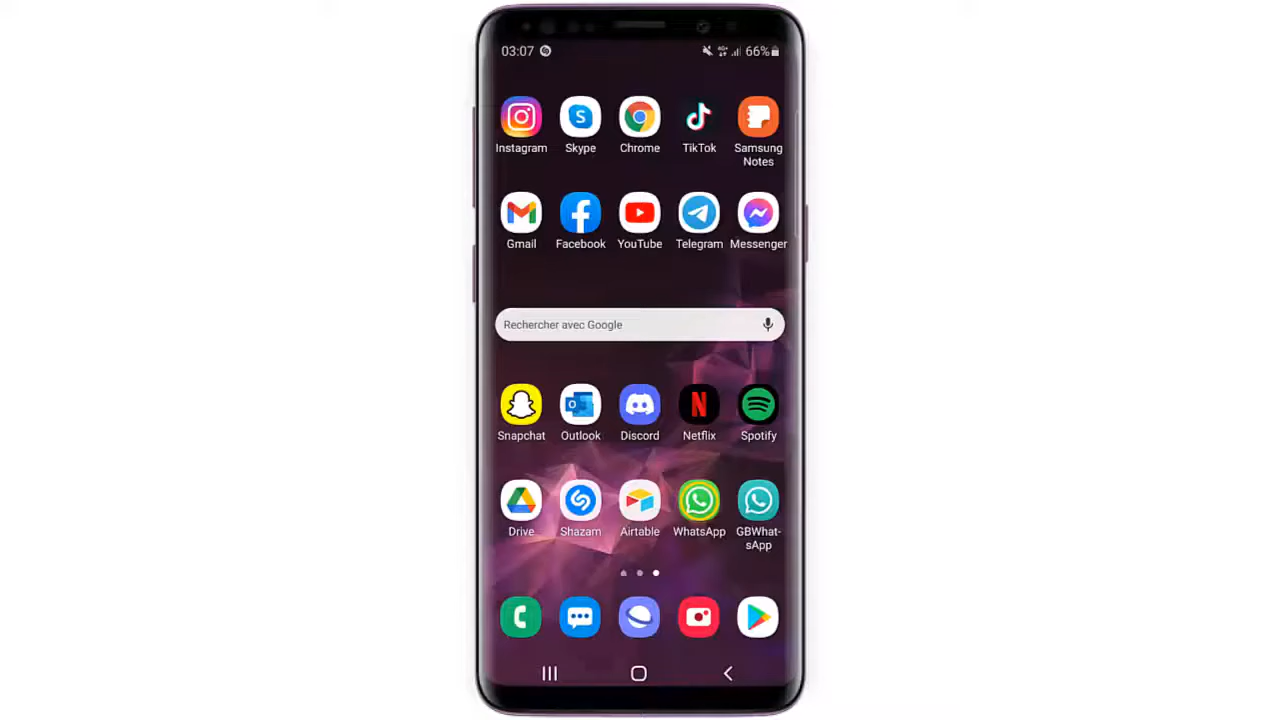 03:07 66%
Instagram Skype Chrome TikTok Samsung
Notes
Gmail Facebook YouTube Telegram Messenger
Rechercher avec Google
Snapchat Outlook Discord Netflix Spotify
Drive Shazam Airtable WhatsApp GBWhat-
sApp